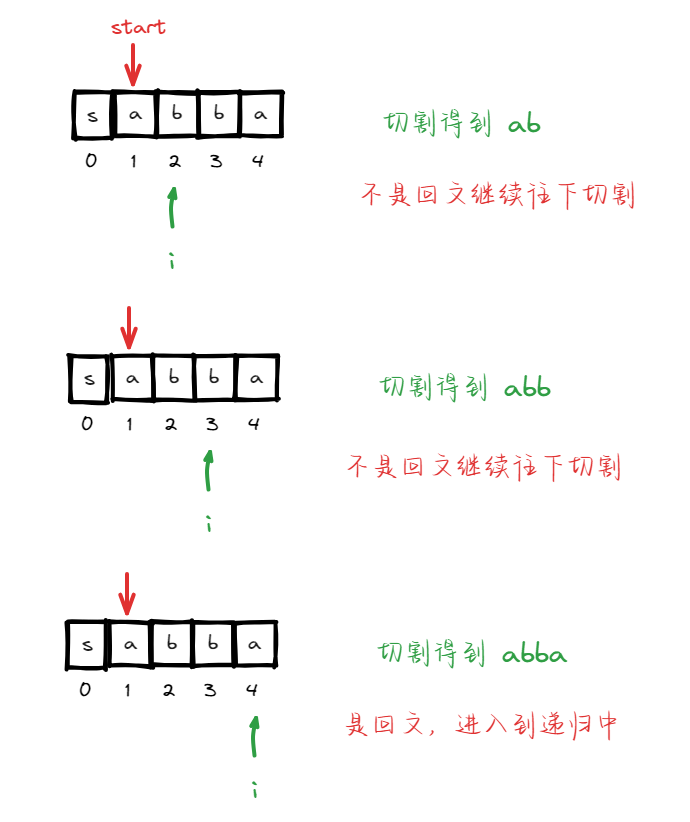 start
s a b b a
切割得到 ab
0 1 2 3 4
不是回文继续往下切割
i
s a b b a
切割得到 abb
0 1 2 3 4
不是回文继续往下切割
i
s a b b a
切割得到 abba
0 1 2 3 4
是回文，进入到递归中
i